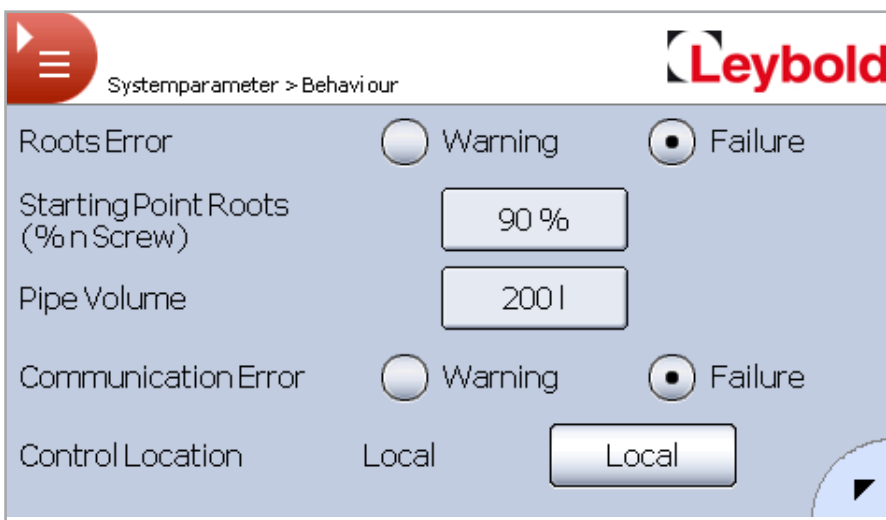 Leybold
Systemparameter > Behaviour
Roots Error Warning Failure
Starting Point Roots
(% n Screw)
90 %
Pipe Volume 200 l
Communication Error Warning Failure
Control Location Local Local